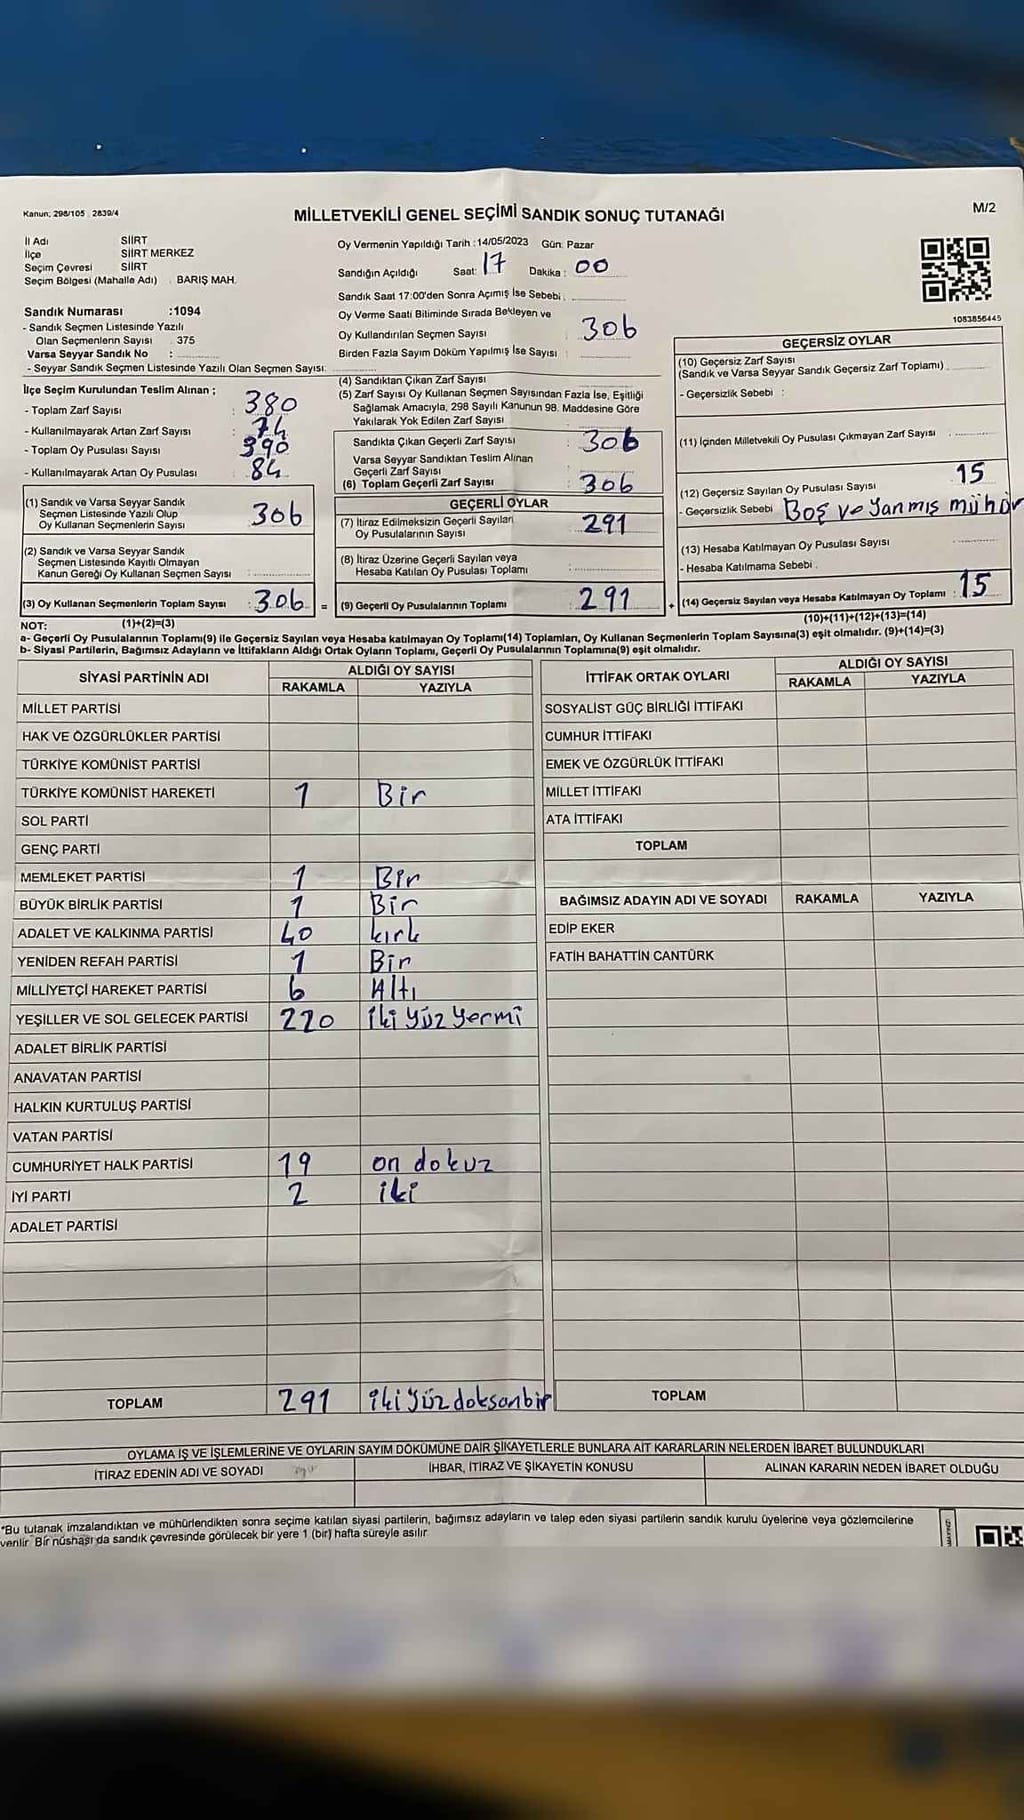 Kanun; 298/105 2839/4
MİLLETVEKİLİ GENEL SEÇİMİ SANDIK SONUÇ TUTANAĞI
M/2
İl Adı SİİRT
İlçe SİİRT MERKEZ
Seçim Çevresi SİİRT
Seçim Bölgesi (Mahalle Adı) : BARIŞ MAH.
Sandık Numarası :1094
- Sandık Seçmen Listesinde Yazılı
Olan Seçmenlerin Sayısı : 375
Varsa Seyyar Sandık No :
- Seyyar Sandık Seçmen Listesinde Yazılı Olan Seçmen Sayısı:
İlçe Seçim Kurulundan Teslim Alınan ;
- Toplam Zarf Sayısı : 380
- Kullanılmayarak Artan Zarf Sayısı : 74
- Toplam Oy Pusulası Sayısı : 390
- Kullanılmayarak Artan Oy Pusulası : 84
(1) Sandık ve Varsa Seyyar Sandık
Seçmen Listesinde Yazılı Olup
Oy Kullanan Seçmenlerin Sayısı : 306
(2) Sandık ve Varsa Seyyar Sandık
Seçmen Listesinde Kayıtlı Olmayan
Kanun Gereği Oy Kullanan Seçmen Sayısı :
(3) Oy Kullanan Seçmenlerin Toplam Sayısı : 306 =
Oy Vermenin Yapıldığı Tarih :14/05/2023 Gün: Pazar
Sandığın Açıldığı Saat: 17 Dakika : 00
Sandık Saat 17:00'den Sonra Açımış İse Sebebi :
Oy Verme Saati Bitiminde Sırada Bekleyen ve
Oy Kullandırılan Seçmen Sayısı : 306
Birden Fazla Sayım Döküm Yapılmış İse Sayısı :
(4) Sandıktan Çıkan Zarf Sayısı
(5) Zarf Sayısı Oy Kullanan Seçmen Sayısından Fazla İse, Eşitliği
Sağlamak Amacıyla, 298 Sayılı Kanunun 98. Maddesine Göre
Yakılarak Yok Edilen Zarf Sayısı :
Sandıkta Çıkan Geçerli Zarf Sayısı : 306
Varsa Seyyar Sandıktan Teslim Alınan
Geçerli Zarf Sayısı
(6) Toplam Geçerli Zarf Sayısı : 306
GEÇERLİ OYLAR
(7) İtiraz Edilmeksizin Geçerli Sayılan
Oy Pusulalarının Sayısı : 291
(8) İtiraz Üzerine Geçerli Sayılan veya
Hesaba Katılan Oy Pusulası Toplamı :
(9) Geçerli Oy Pusulalarının Toplamı : 291 +
1083856445
GEÇERSİZ OYLAR
(10) Geçersiz Zarf Sayısı
(Sandık ve Varsa Seyyar Sandık Geçersiz Zarf Toplamı)
- Geçersizlik Sebebi :
(11) İçinden Milletvekili Oy Pusulası Çıkmayan Zarf Sayısı
(12) Geçersiz Sayılan Oy Pusulası Sayısı 15
- Geçersizlik Sebebi : Boş ve Yanmış mühür
(13) Hesaba Katılmayan Oy Pusulası Sayısı
- Hesaba Katılmama Sebebi :
(14) Geçersiz Sayılan veya Hesaba Katılmayan Oy Toplamı : 15
NOT: (1)+(2)=(3)
(10)+(11)+(12)+(13)=(14)
a- Geçerli Oy Pusulalarının Toplamı(9) ile Geçersiz Sayılan veya Hesaba katılmayan Oy Toplamı(14) Toplamları, Oy Kullanan Seçmenlerin Toplam Sayısına(3) eşit olmalıdır. (9)+(14)=(3)
b- Siyasi Partilerin, Bağımsız Adayların ve İttifakların Aldığı Ortak Oyların Toplamı, Geçerli Oy Pusulalarının Toplamına(9) eşit olmalıdır.
SİYASİ PARTİNİN ADI
ALDIĞI OY SAYISI
RAKAMLA YAZIYLA
MİLLET PARTİSİ
HAK VE ÖZGÜRLÜKLER PARTİSİ
TÜRKİYE KOMÜNİST PARTİSİ
TÜRKİYE KOMÜNİST HAREKETİ 1 Bir
SOL PARTİ
GENÇ PARTİ
MEMLEKET PARTİSİ 1 Bir
BÜYÜK BİRLİK PARTİSİ 1 Bir
ADALET VE KALKINMA PARTİSİ 40 kırk
YENİDEN REFAH PARTİSİ 1 Bir
MİLLİYETÇİ HAREKET PARTİSİ 6 Altı
YEŞİLLER VE SOL GELECEK PARTİSİ 220 İki Yüz Yermi
ADALET BİRLİK PARTİSİ
ANAVATAN PARTİSİ
HALKIN KURTULUŞ PARTİSİ
VATAN PARTİSİ
CUMHURİYET HALK PARTİSİ 19 on dokuz
İYİ PARTİ 2 iki
ADALET PARTİSİ
TOPLAM 291 iki Yüz doksan bir
İTTİFAK ORTAK OYLARI
ALDIĞI OY SAYISI
RAKAMLA YAZIYLA
SOSYALİST GÜÇ BİRLİĞİ İTTİFAKI
CUMHUR İTTİFAKI
EMEK VE ÖZGÜRLÜK İTTİFAKI
MİLLET İTTİFAKI
ATA İTTİFAKI
TOPLAM
BAĞIMSIZ ADAYIN ADI VE SOYADI RAKAMLA YAZIYLA
EDİP EKER
FATİH BAHATTİN CANTÜRK
TOPLAM
OYLAMA İŞ VE İŞLEMLERİNE VE OYLARIN SAYIM DÖKÜMÜNE DAİR ŞİKAYETLERLE BUNLARA AİT KARARLARIN NELERDEN İBARET BULUNDUKLARI
İTİRAZ EDENİN ADI VE SOYADI İHBAR, İTİRAZ VE ŞİKAYETİN KONUSU ALINAN KARARIN NEDEN İBARET OLDUĞU
*Bu tutanak imzalandıktan ve mühürlendikten sonra seçime katılan siyasi partilerin, bağımsız adayların ve talep eden siyasi partilerin sandık kurulu üyelerine veya gözlemcilerine
verilir. Bir nüshası da sandık çevresinde görülecek bir yere 1 (bir) hafta süreyle asılır.